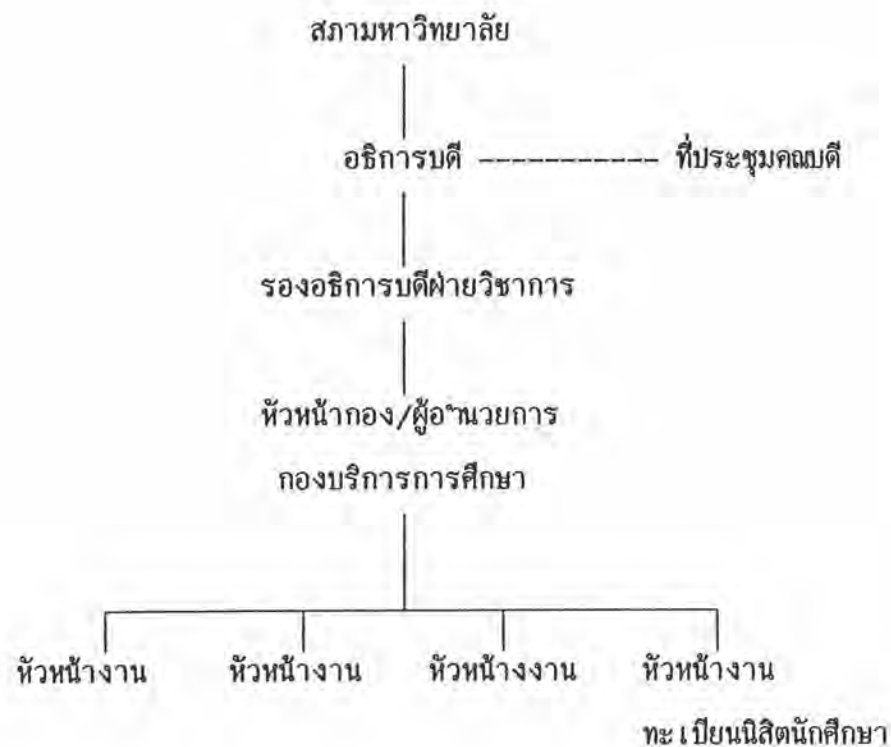 สภามหาวิทยาลัย
อธิการบดี ----------- ที่ประชุมคณบดี
รองอธิการบดีฝ่ายวิชาการ
หัวหน้ากอง/ผู้อำนวยการ
กองบริการการศึกษา
หัวหน้างาน หัวหน้างาน หัวหน้างงาน หัวหน้างาน
ทะเบียนนิสิตนักศึกษา